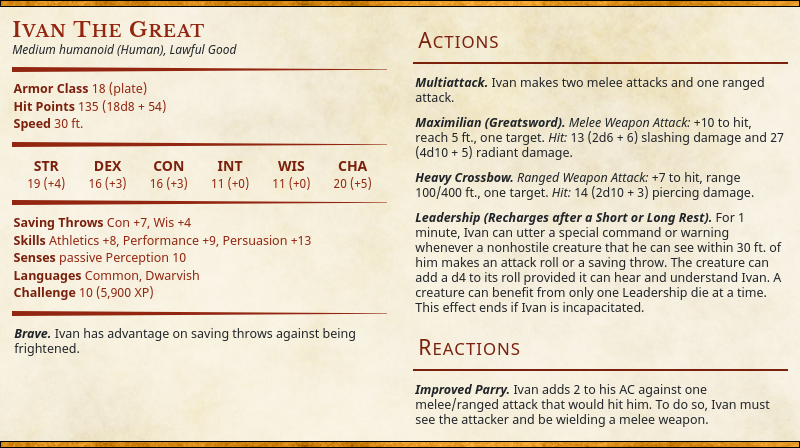 Ivan The Great
Medium humanoid (Human), Lawful Good
Armor Class 18 (plate)
Hit Points 135 (18d8 + 54)
Speed 30 ft.
STR DEX CON INT WIS CHA
19 (+4) 16 (+3) 16 (+3) 11 (+0) 11 (+0) 20 (+5)
Saving Throws Con +7, Wis +4
Skills Athletics +8, Performance +9, Persuasion +13
Senses passive Perception 10
Languages Common, Dwarvish
Challenge 10 (5,900 XP)
Brave. Ivan has advantage on saving throws against being
frightened.
Actions
Multiattack. Ivan makes two melee attacks and one ranged
attack.
Maximilian (Greatsword). Melee Weapon Attack: +10 to hit,
reach 5 ft., one target. Hit: 13 (2d6 + 6) slashing damage and 27
(4d10 + 5) radiant damage.
Heavy Crossbow. Ranged Weapon Attack: +7 to hit, range
100/400 ft., one target. Hit: 14 (2d10 + 3) piercing damage.
Leadership (Recharges after a Short or Long Rest). For 1
minute, Ivan can utter a special command or warning
whenever a nonhostile creature that he can see within 30 ft. of
him makes an attack roll or a saving throw. The creature can
add a d4 to its roll provided it can hear and understand Ivan. A
creature can benefit from only one Leadership die at a time.
This effect ends if Ivan is incapacitated.
Reactions
Improved Parry. Ivan adds 2 to his AC against one
melee/ranged attack that would hit him. To do so, Ivan must
see the attacker and be wielding a melee weapon.